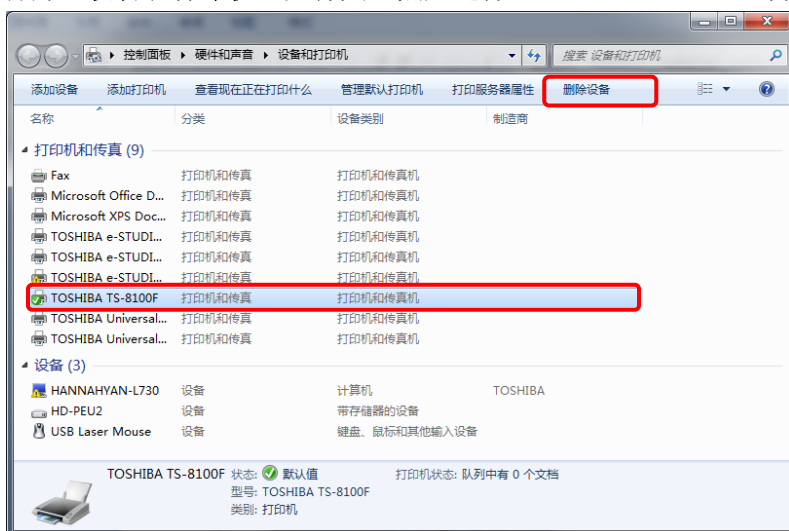 控制面板 ▸ 硬件和声音 ▸ 设备和打印机 搜索 设备和打印机
添加设备 添加打印机 查看现在正在打印什么 管理默认打印机 打印服务器属性 删除设备
名称 分类 设备类别 制造商
打印机和传真 (9)
Fax 打印机和传真 打印机和传真机
Microsoft Office D... 打印机和传真 打印机和传真机
Microsoft XPS Doc... 打印机和传真 打印机和传真机
TOSHIBA e-STUDI... 打印机和传真 打印机和传真机
TOSHIBA e-STUDI... 打印机和传真 打印机和传真机
TOSHIBA e-STUDI... 打印机和传真 打印机和传真机
TOSHIBA TS-8100F 打印机和传真 打印机和传真机
TOSHIBA Universal... 打印机和传真 打印机和传真机
TOSHIBA Universal... 打印机和传真 打印机和传真机
设备 (3)
HANNAHYAN-L730 设备 计算机 TOSHIBA
HD-PEU2 设备 带存储器的设备
USB Laser Mouse 设备 键盘、鼠标和其他输入设备
TOSHIBA TS-8100F 状态: 默认值 打印机状态: 队列中有 0 个文档
型号: TOSHIBA TS-8100F
类别: 打印机